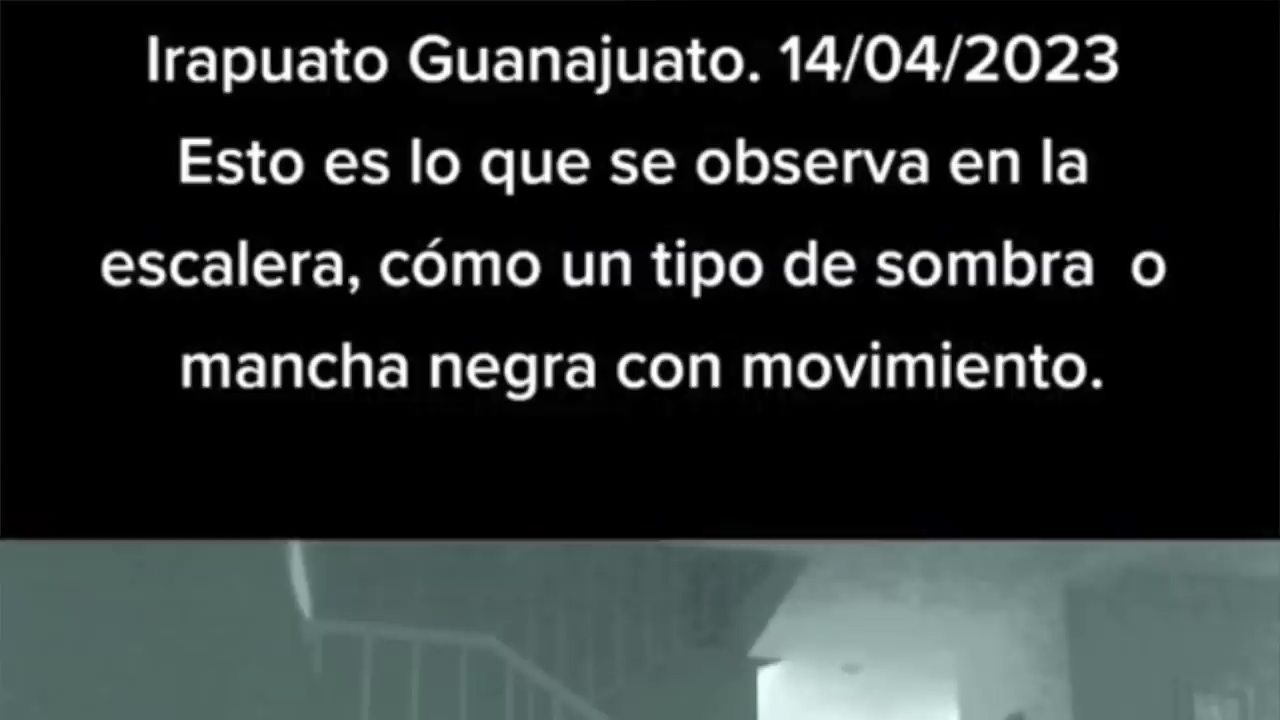 Irapuato Guanajuato. 14/04/2023
Esto es lo que se observa en la
escalera, cómo un tipo de sombra o
mancha negra con movimiento.